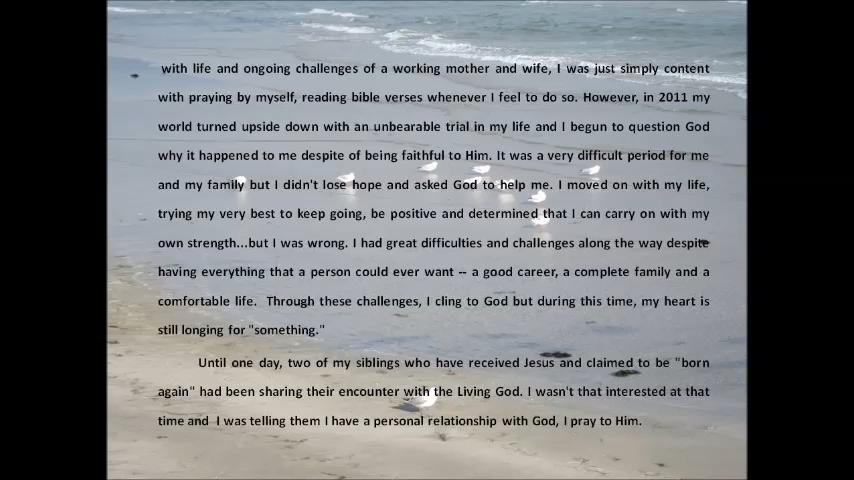 with life and ongoing challenges of a working mother and wife, I was just simply content
with praying by myself, reading bible verses whenever I feel to do so. However, in 2011 my
world turned upside down with an unbearable trial in my life and I begun to question God
why it happened to me despite of being faithful to Him. It was a very difficult period for me
and my family but I didn't lose hope and asked God to help me. I moved on with my life,
trying my very best to keep going, be positive and determined that I can carry on with my
own strength...but I was wrong. I had great difficulties and challenges along the way despite
having everything that a person could ever want -- a good career, a complete family and a
comfortable life.  Through these challenges, I cling to God but during this time, my heart is
still longing for "something."
Until one day, two of my siblings who have received Jesus and claimed to be "born
again" had been sharing their encounter with the Living God. I wasn't that interested at that
time and  I was telling them I have a personal relationship with God, I pray to Him.